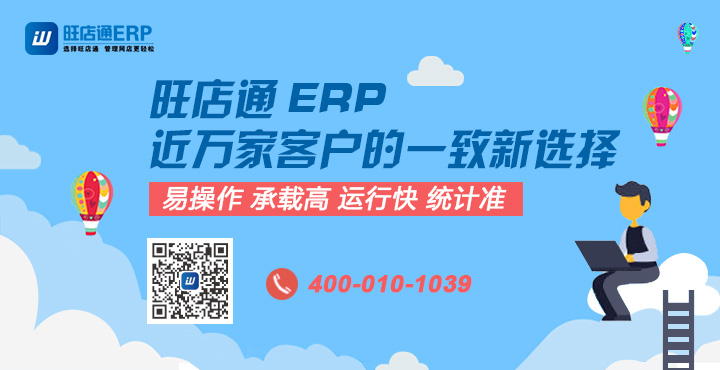 旺店通ERP
选择旺店通 管理网店更轻松
旺店通 ERP
近万家客户的一致新选择
易操作 承载高 运行快 统计准
400-010-1039